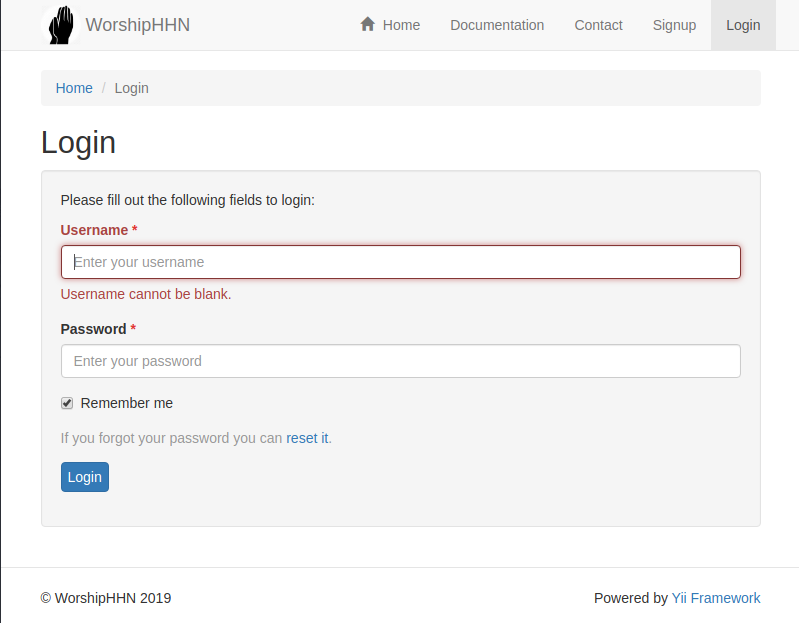 WorshipHHN Home Documentation Contact Signup Login
Home / Login
Login
Please fill out the following fields to login:
Username *
Enter your username
Username cannot be blank.
Password *
Enter your password
Remember me
If you forgot your password you can reset it.
Login
© WorshipHHN 2019 Powered by Yii Framework